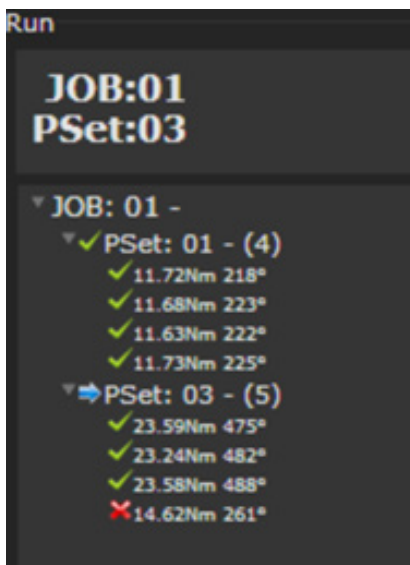 Run
JOB:01
PSet:03
JOB: 01 -
PSet: 01 - (4)
11.72Nm 218°
11.68Nm 223°
11.63Nm 222°
11.73Nm 225°
PSet: 03 - (5)
23.59Nm 475°
23.24Nm 482°
23.58Nm 488°
14.62Nm 261°